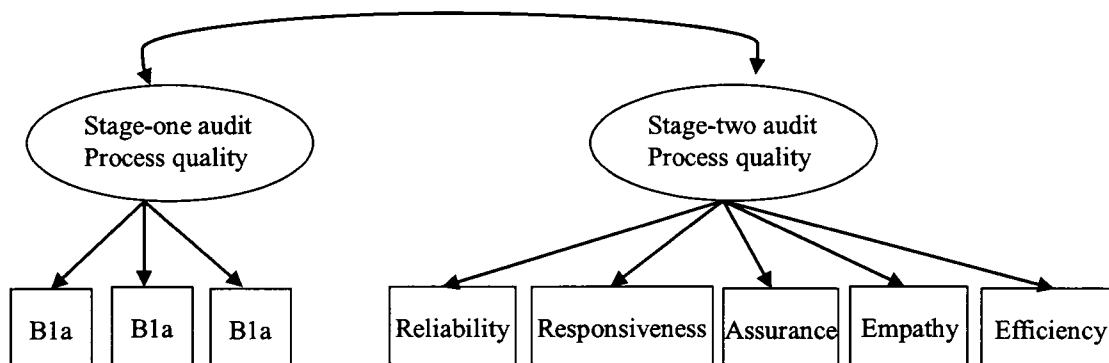 Stage-one audit
Process quality
Stage-two audit
Process quality
B1a
B1a
B1a
Reliability
Responsiveness
Assurance
Empathy
Efficiency